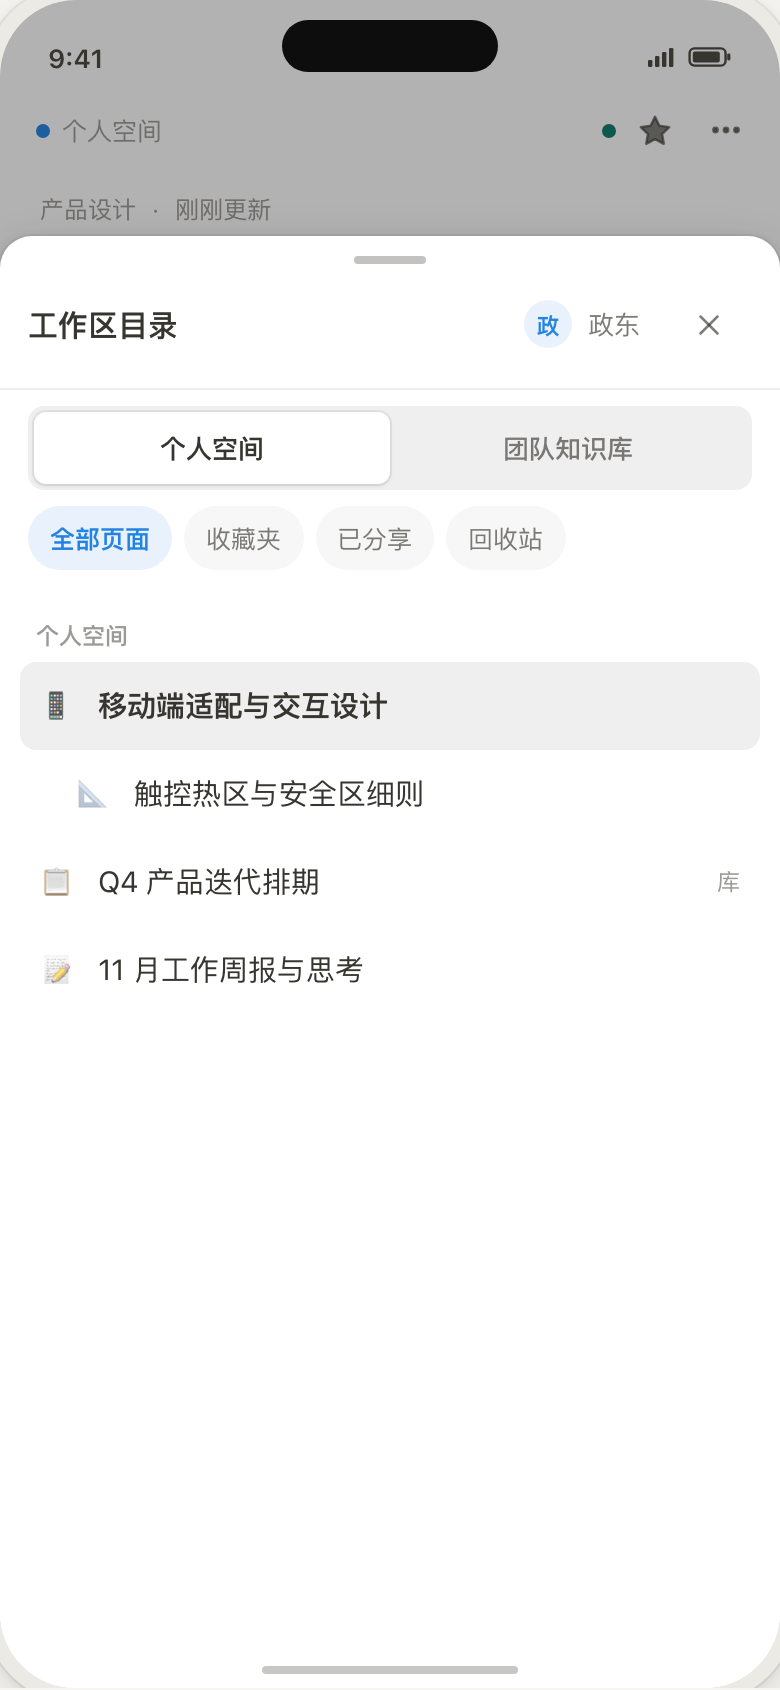 9:41
个人空间
产品设计 · 刚刚更新
工作区目录 政 政东
个人空间 团队知识库
全部页面 收藏夹 已分享 回收站
个人空间
移动端适配与交互设计
触控热区与安全区细则
Q4 产品迭代排期 库
11 月工作周报与思考